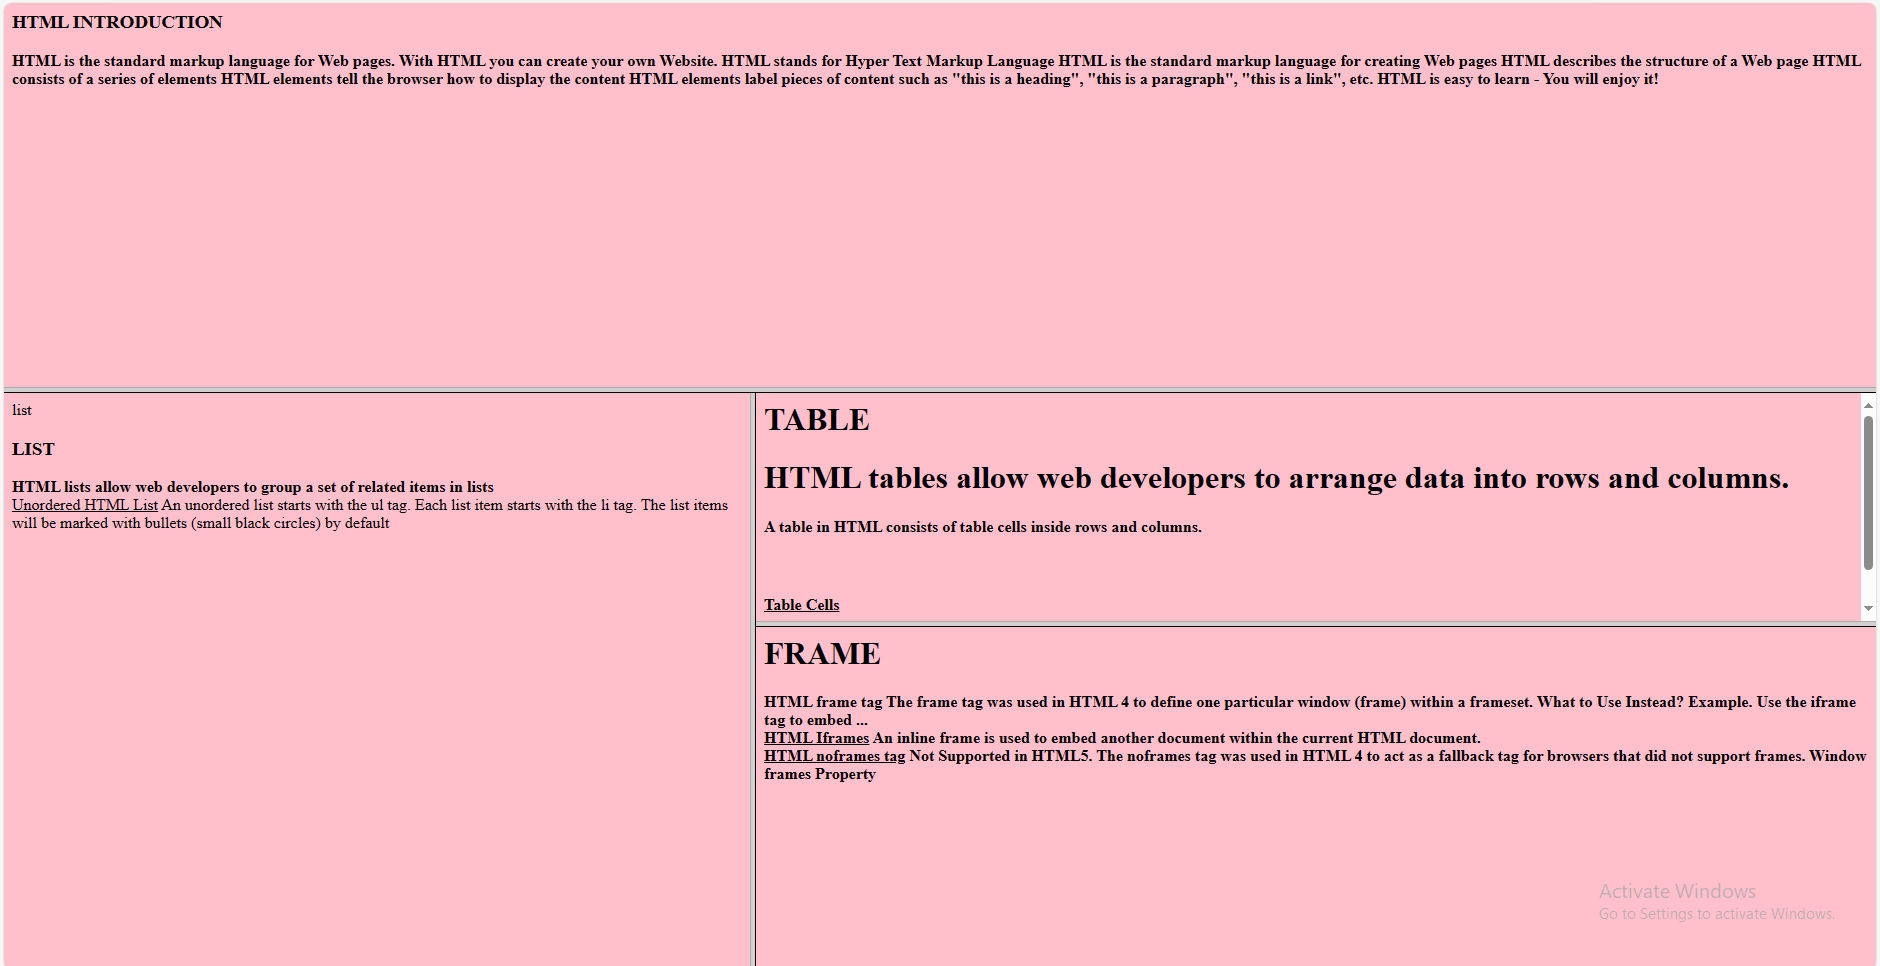 HTML INTRODUCTION
HTML is the standard markup language for Web pages. With HTML you can create your own Website. HTML stands for Hyper Text Markup Language HTML is the standard markup language for creating Web pages HTML describes the structure of a Web page HTML
consists of a series of elements HTML elements tell the browser how to display the content HTML elements label pieces of content such as "this is a heading", "this is a paragraph", "this is a link", etc. HTML is easy to learn - You will enjoy it!
list
LIST
HTML lists allow web developers to group a set of related items in lists
Unordered HTML List An unordered list starts with the ul tag. Each list item starts with the li tag. The list items
will be marked with bullets (small black circles) by default
TABLE
HTML tables allow web developers to arrange data into rows and columns.
A table in HTML consists of table cells inside rows and columns.
Table Cells
FRAME
HTML frame tag The frame tag was used in HTML 4 to define one particular window (frame) within a frameset. What to Use Instead? Example. Use the iframe
tag to embed ...
HTML Iframes An inline frame is used to embed another document within the current HTML document.
HTML noframes tag Not Supported in HTML5. The noframes tag was used in HTML 4 to act as a fallback tag for browsers that did not support frames. Window
frames Property
Activate Windows
Go to Settings to activate Windows.